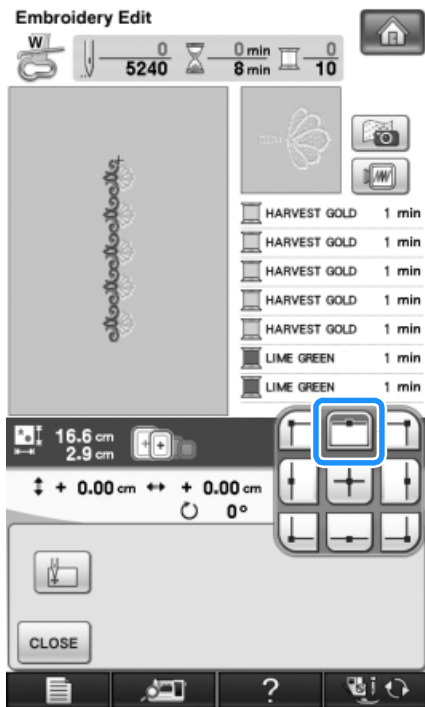 Embroidery Edit
W
0 0 min 0
5240 8 min 10
HARVEST GOLD 1 min
HARVEST GOLD 1 min
HARVEST GOLD 1 min
HARVEST GOLD 1 min
HARVEST GOLD 1 min
LIME GREEN 1 min
LIME GREEN 1 min
16.6 cm
2.9 cm
+ 0.00 cm + 0.00 cm
0°
CLOSE
? i